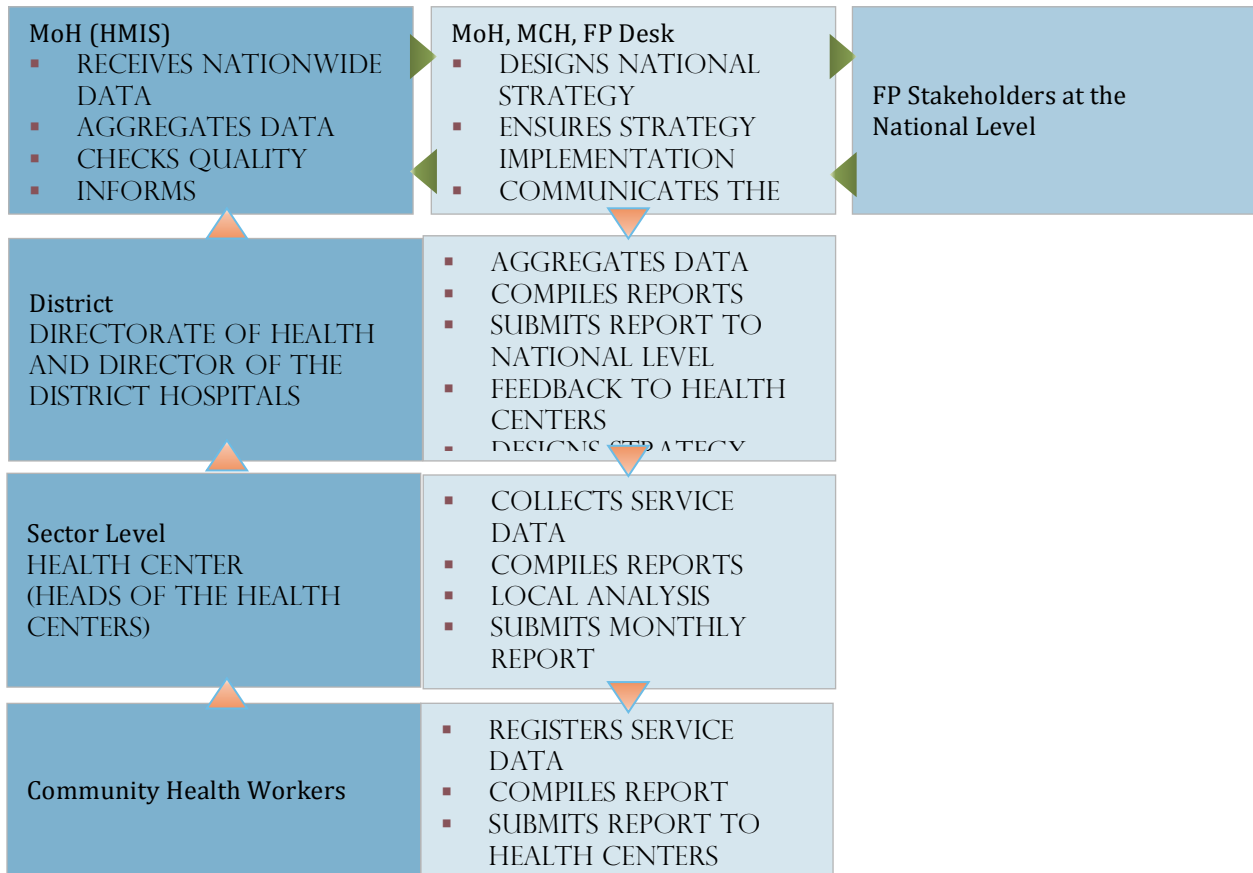 MoH (HMIS)
▪ RECEIVES NATIONWIDE
DATA
▪ AGGREGATES DATA
▪ CHECKS QUALITY
▪ INFORMS
MoH, MCH, FP Desk
▪ DESIGNS NATIONAL
STRATEGY
▪ ENSURES STRATEGY
IMPLEMENTATION
▪ COMMUNICATES THE
FP Stakeholders at the
National Level
District
DIRECTORATE OF HEALTH
AND DIRECTOR OF THE
DISTRICT HOSPITALS
▪ AGGREGATES DATA
▪ COMPILES REPORTS
▪ SUBMITS REPORT TO
NATIONAL LEVEL
▪ FEEDBACK TO HEALTH
CENTERS
▪ DESIGNS STRATEGY
Sector Level
HEALTH CENTER
(HEADS OF THE HEALTH
CENTERS)
▪ COLLECTS SERVICE
DATA
▪ COMPILES REPORTS
▪ LOCAL ANALYSIS
▪ SUBMITS MONTHLY
REPORT
Community Health Workers
▪ REGISTERS SERVICE
DATA
▪ COMPILES REPORT
▪ SUBMITS REPORT TO
HEALTH CENTERS